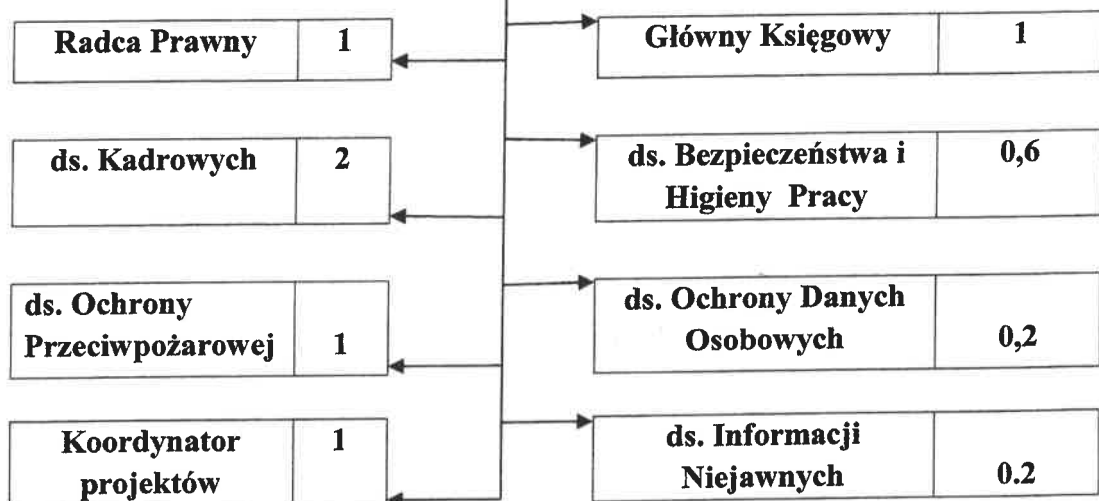 Radca Prawny 1
Główny Księgowy 1
ds. Kadrowych 2
ds. Bezpieczeństwa i 0,6
Higieny Pracy
ds. Ochrony
Przeciwpożarowej 1
ds. Ochrony Danych
Osobowych 0,2
Koordynator 1
projektów
ds. Informacji
Niejawnych 0.2